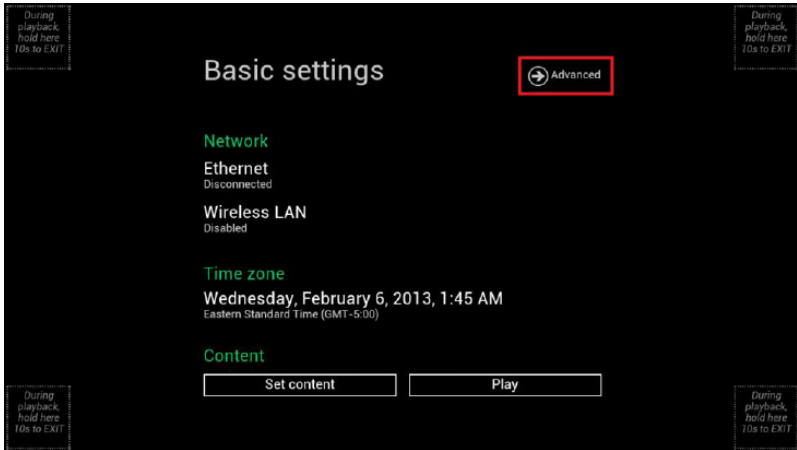 During
playback,
hold here
10s to EXIT
During
playback,
hold here
10s to EXIT
Basic settings
Advanced
Network
Ethernet
Disconnected
Wireless LAN
Disabled
Time zone
Wednesday, February 6, 2013, 1:45 AM
Eastern Standard Time (GMT-5:00)
Content
Set content
Play
During
playback,
hold here
10s to EXIT
During
playback,
hold here
10s to EXIT